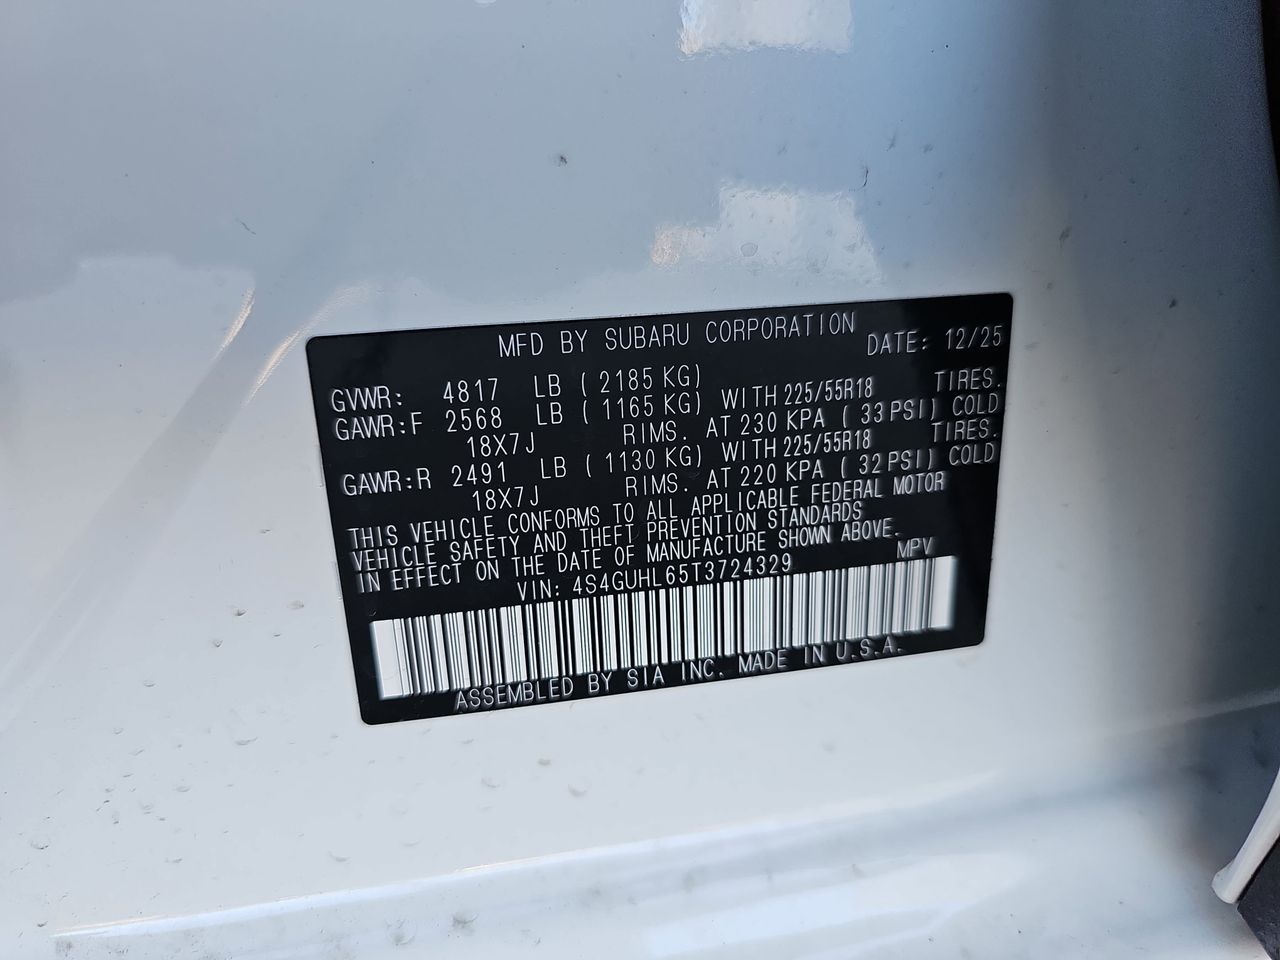 MFD BY SUBARU CORPORATION DATE: 12/25
GVWR: 4817 LB ( 2185 KG)
GAWR:F 2568 LB ( 1165 KG) WITH 225/55R18 TIRES.
18X7J RIMS. AT 230 KPA ( 33 PSI) COLD
GAWR:R 2491 LB ( 1130 KG) WITH 225/55R18 TIRES.
18X7J RIMS. AT 220 KPA ( 32 PSI) COLD
THIS VEHICLE CONFORMS TO ALL APPLICABLE FEDERAL MOTOR
VEHICLE SAFETY AND THEFT PREVENTION STANDARDS
IN EFFECT ON THE DATE OF MANUFACTURE SHOWN ABOVE.
VIN: 4S4GUHL65T3724329 MPV
ASSEMBLED BY SIA INC. MADE IN U.S.A.